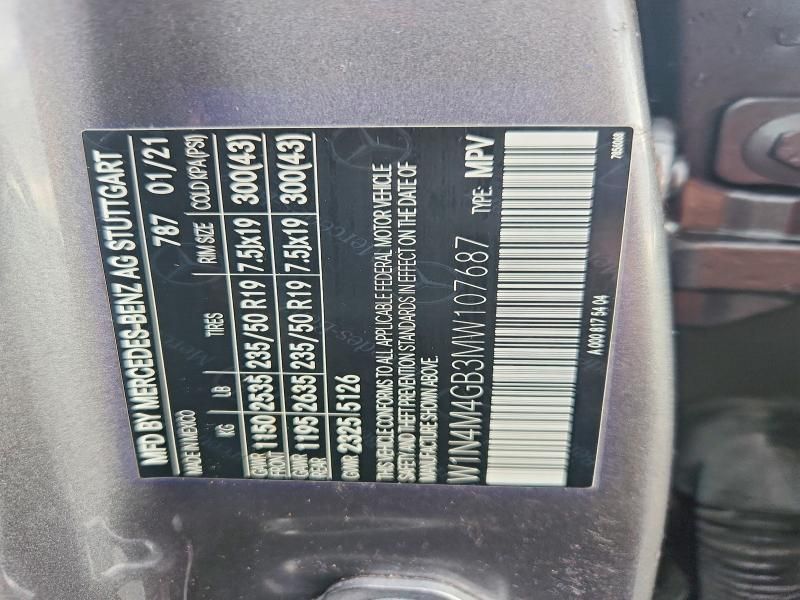 MFD BY MERCEDES-BENZ AG STUTTGART
MADE IN MEXICO 787 01/21
KG LB TIRES RIM SIZE COLD KPA(PSI)
GAWR FRONT 1150 2535 235/50 R19 7.5Jx19 300(43)
GAWR REAR 1195 2635 235/50 R19 7.5Jx19 300(43)
GVWR 2325 5126
THIS VEHICLE CONFORMS TO ALL APPLICABLE FEDERAL MOTOR VEHICLE
SAFETY AND THEFT PREVENTION STANDARDS IN EFFECT ON THE DATE OF
MANUFACTURE SHOWN ABOVE.
W1N4M4GB3MW107687 TYPE: MPV
A 000 817 54 04
7854068